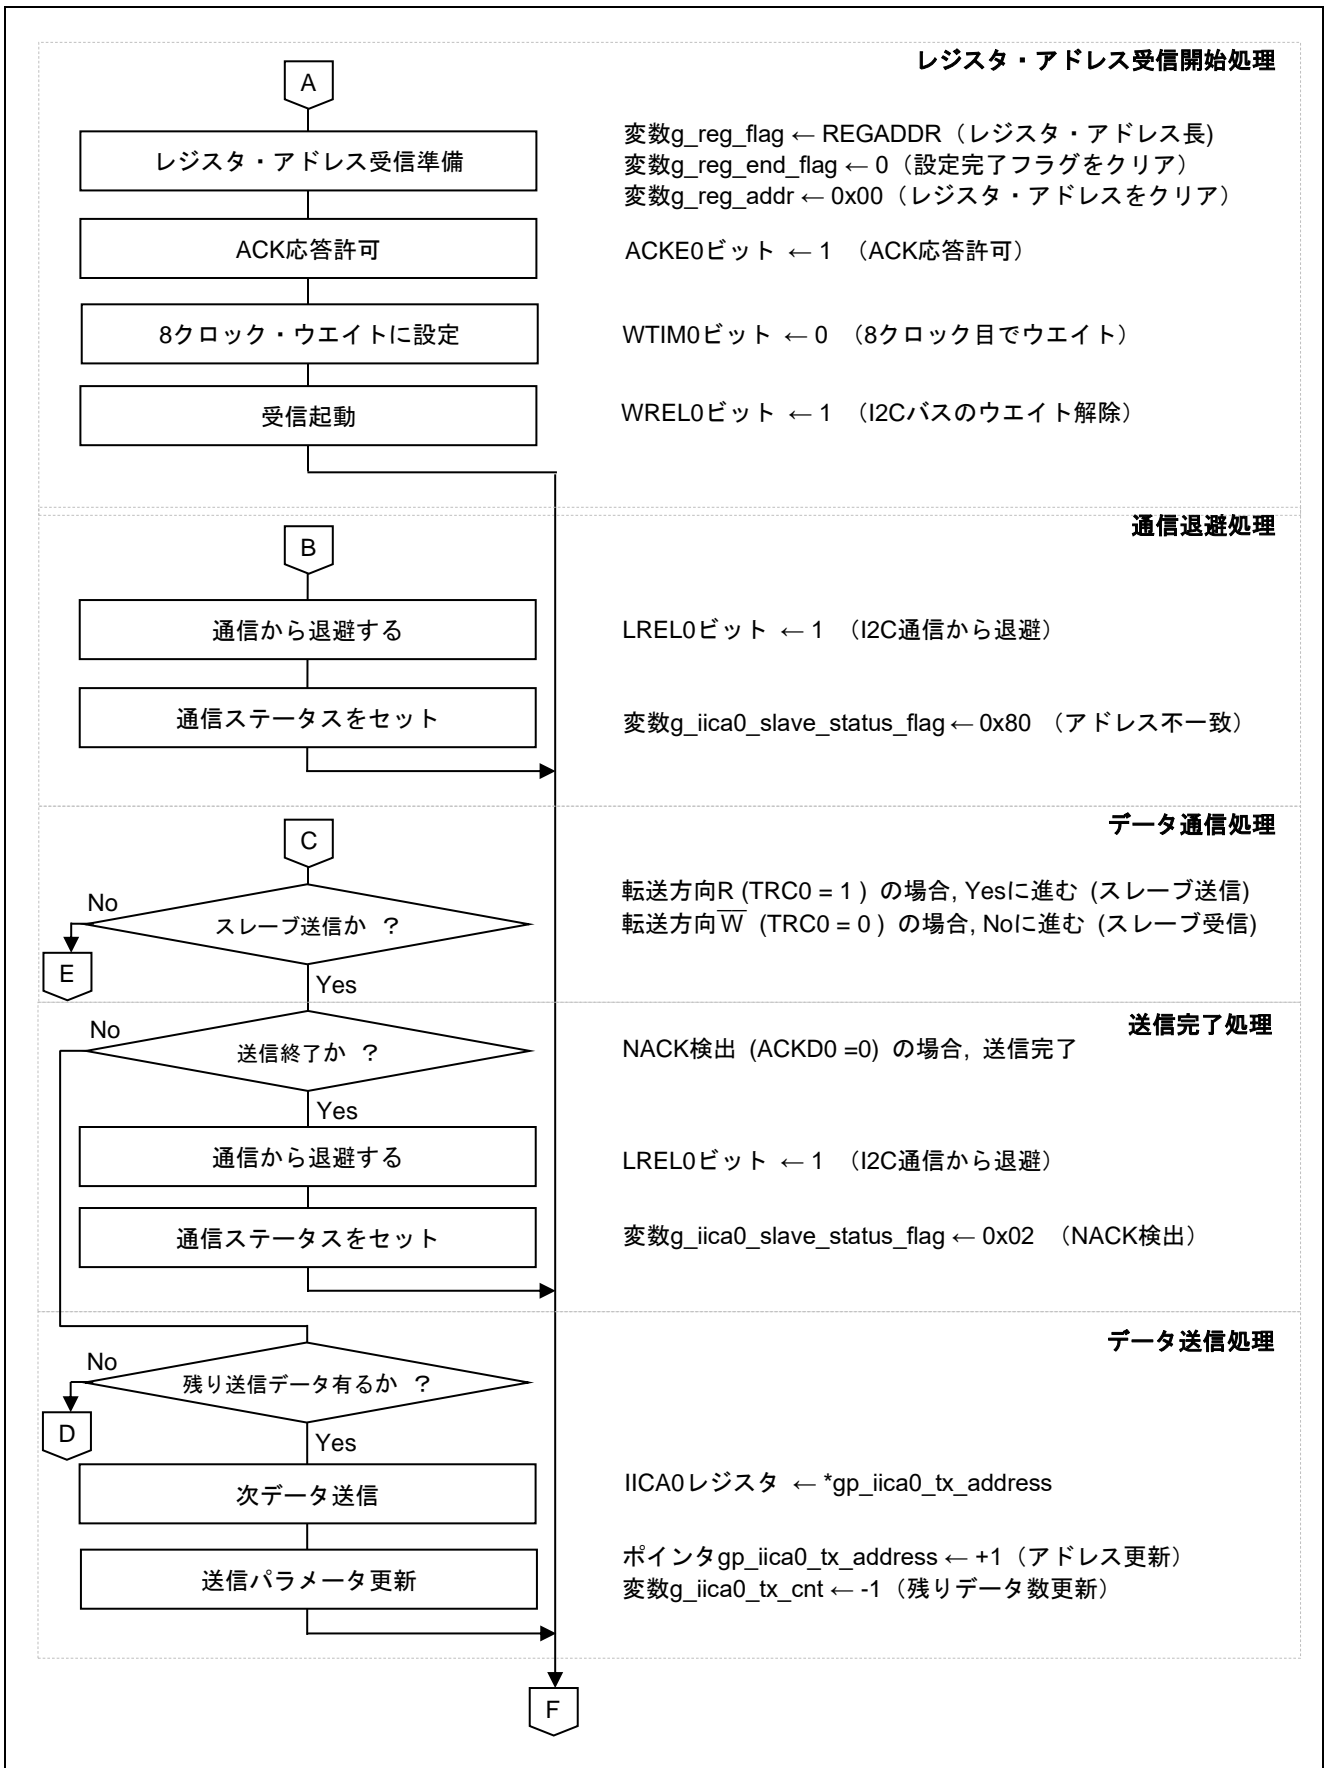 レジスタ・アドレス受信開始処理
A
レジスタ・アドレス受信準備
変数g_reg_flag ← REGADDR（レジスタ・アドレス長)
変数g_reg_end_flag ← 0（設定完了フラグをクリア）
変数g_reg_addr ← 0x00（レジスタ・アドレスをクリア）
ACK応答許可
ACKE0ビット ← 1 （ACK応答許可）
8クロック・ウエイトに設定
WTIM0ビット ← 0 （8クロック目でウエイト）
受信起動
WREL0ビット ← 1 （I2Cバスのウエイト解除）
通信退避処理
B
通信から退避する
LREL0ビット ← 1 （I2C通信から退避）
通信ステータスをセット
変数g_iica0_slave_status_flag ← 0x80 （アドレス不一致）
データ通信処理
C
転送方向R (TRC0 = 1 ) の場合, Yesに進む (スレーブ送信)
転送方向W̅ (TRC0 = 0 ) の場合, Noに進む (スレーブ受信)
No
スレーブ送信か ？
E
Yes
送信完了処理
No
送信終了か ？
NACK検出 (ACKD0 =0) の場合, 送信完了
Yes
通信から退避する
LREL0ビット ← 1 （I2C通信から退避）
通信ステータスをセット
変数g_iica0_slave_status_flag ← 0x02 （NACK検出）
データ送信処理
No
残り送信データ有るか ？
D
Yes
次データ送信
IICA0レジスタ ← *gp_iica0_tx_address
送信パラメータ更新
ポインタgp_iica0_tx_address ← +1（アドレス更新）
変数g_iica0_tx_cnt ← -1（残りデータ数更新）
F